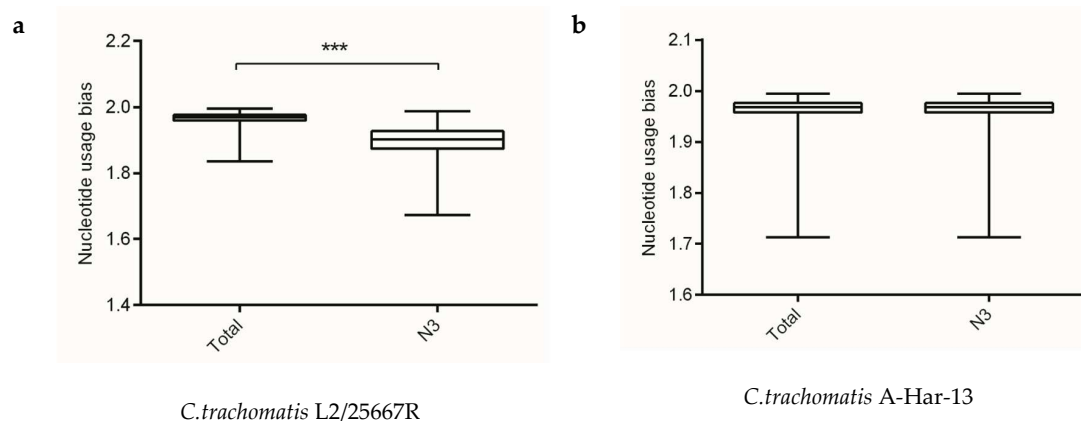 a
Nucleotide usage bias
2.2
2.0
1.8
1.6
1.4
***
Total
N3
C.trachomatis L2/25667R
b
Nucleotide usage bias
2.1
2.0
1.9
1.8
1.7
1.6
Total
N3
C.trachomatis A-Har-13